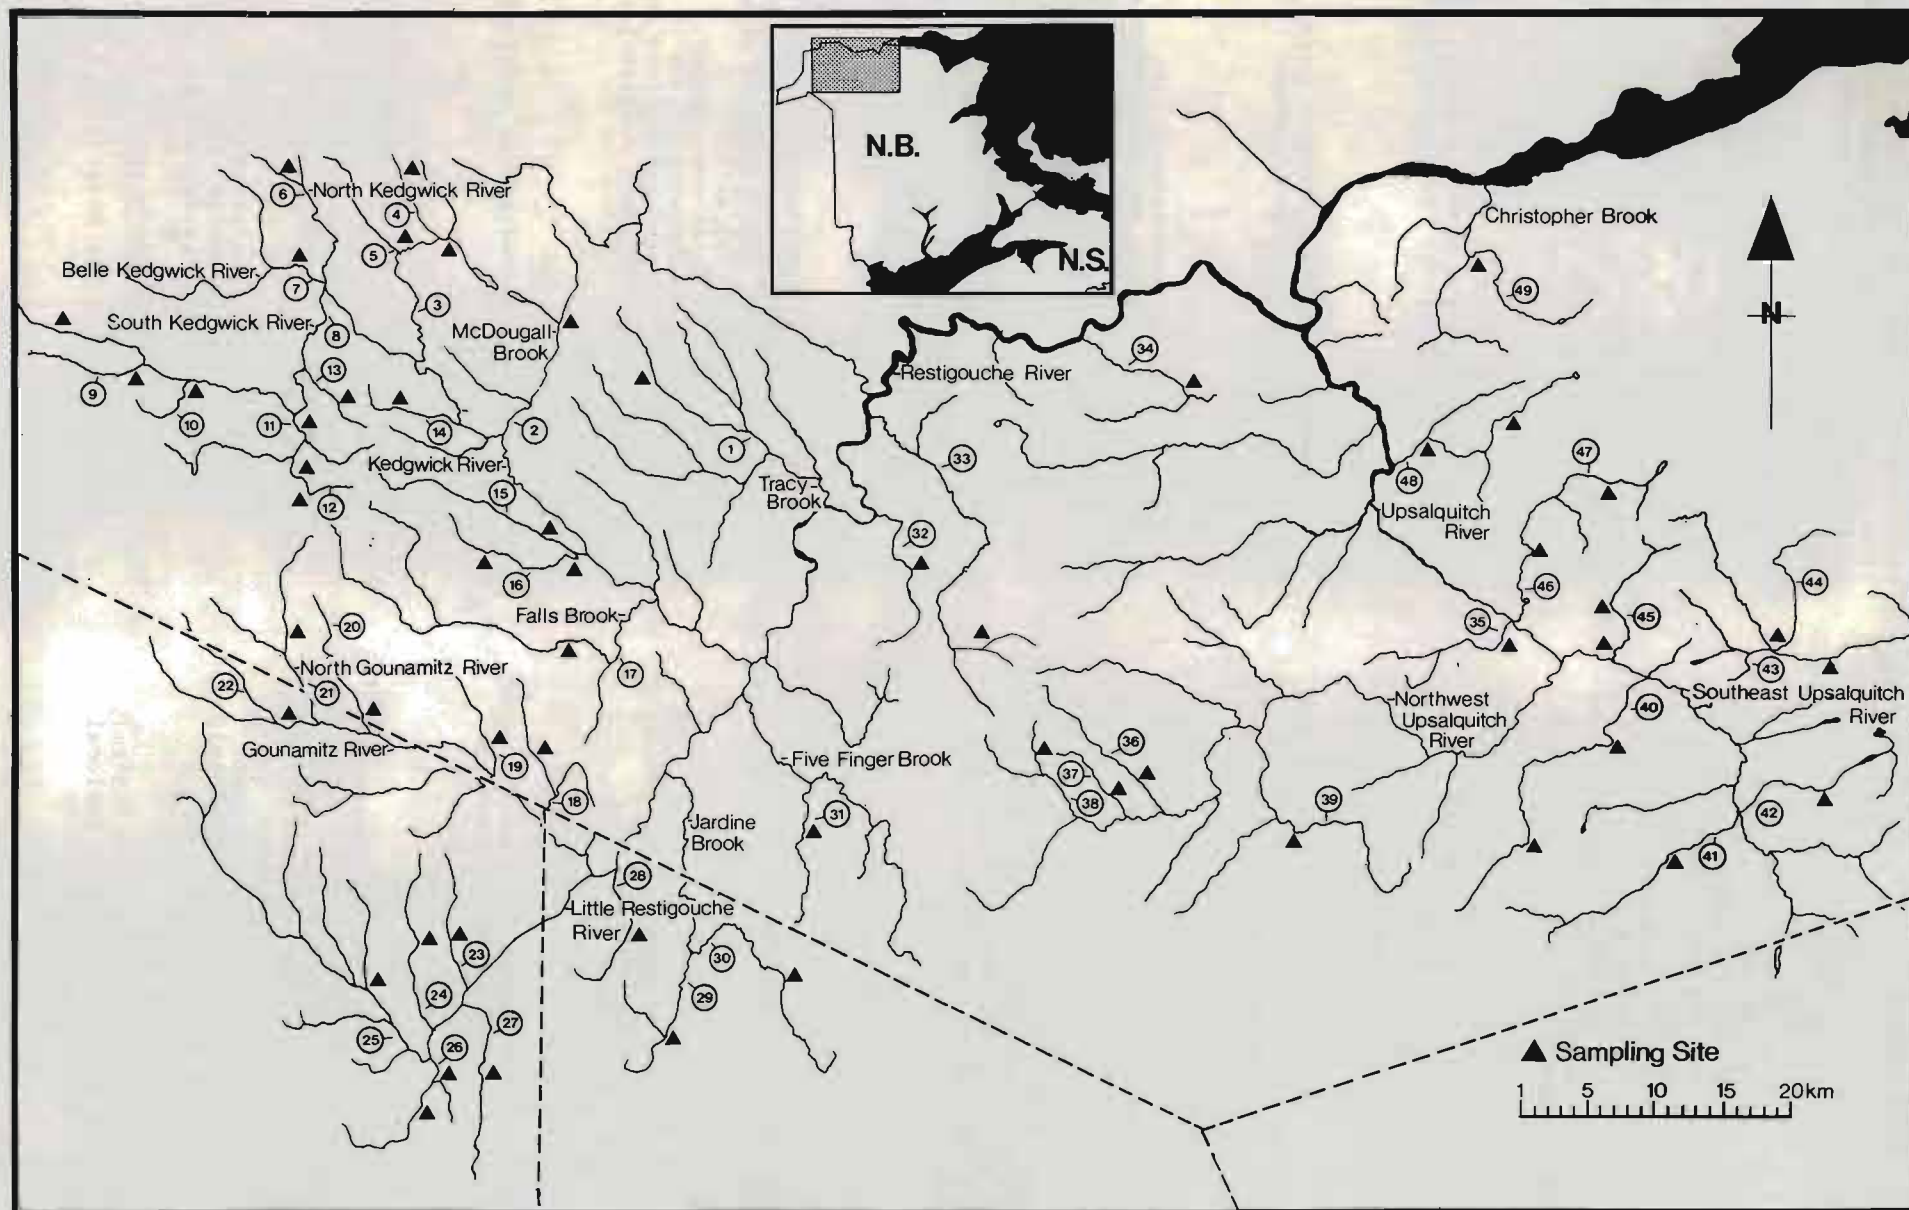 N.B.
N.S.
6
North Kedgwick River
4
5
Belle Kedgwick River
7
3
South Kedgwick River
8
McDougall
Brook
13
9
10
11
14
2
Kedgwick River
15
12
1
Tracy
Brook
16
Falls Brook
17
20
North Gounamitz River
22
21
Gounamitz River
19
18
Christopher Brook
49
N
34
Restigouche River
33
32
48
Upsalquitch
River
47
46
44
45
35
43
Southeast Upsalquitch
River
40
Northwest
Upsalquitch
River
36
37
38
39
42
41
Five Finger Brook
31
Jardine
Brook
28
Little Restigouche
River
30
29
23
24
27
25
26
Sampling Site
1 5 10 15 20km